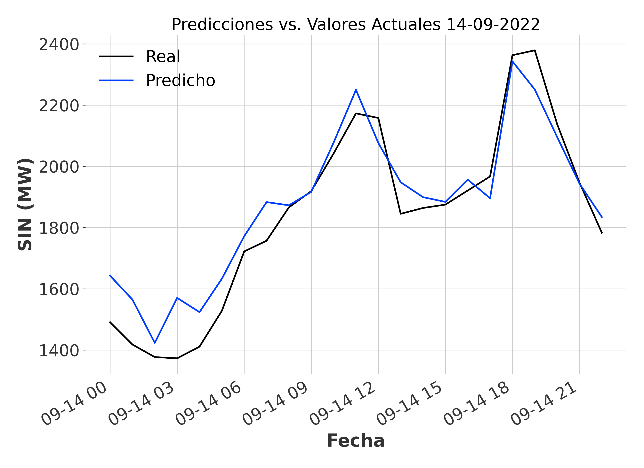 Predicciones vs. Valores Actuales 14-09-2022
Real
Predicho
SIN (MW)
2400
2200
2000
1800
1600
1400
09-14 00
09-14 03
09-14 06
09-14 09
09-14 12
09-14 15
09-14 18
09-14 21
Fecha